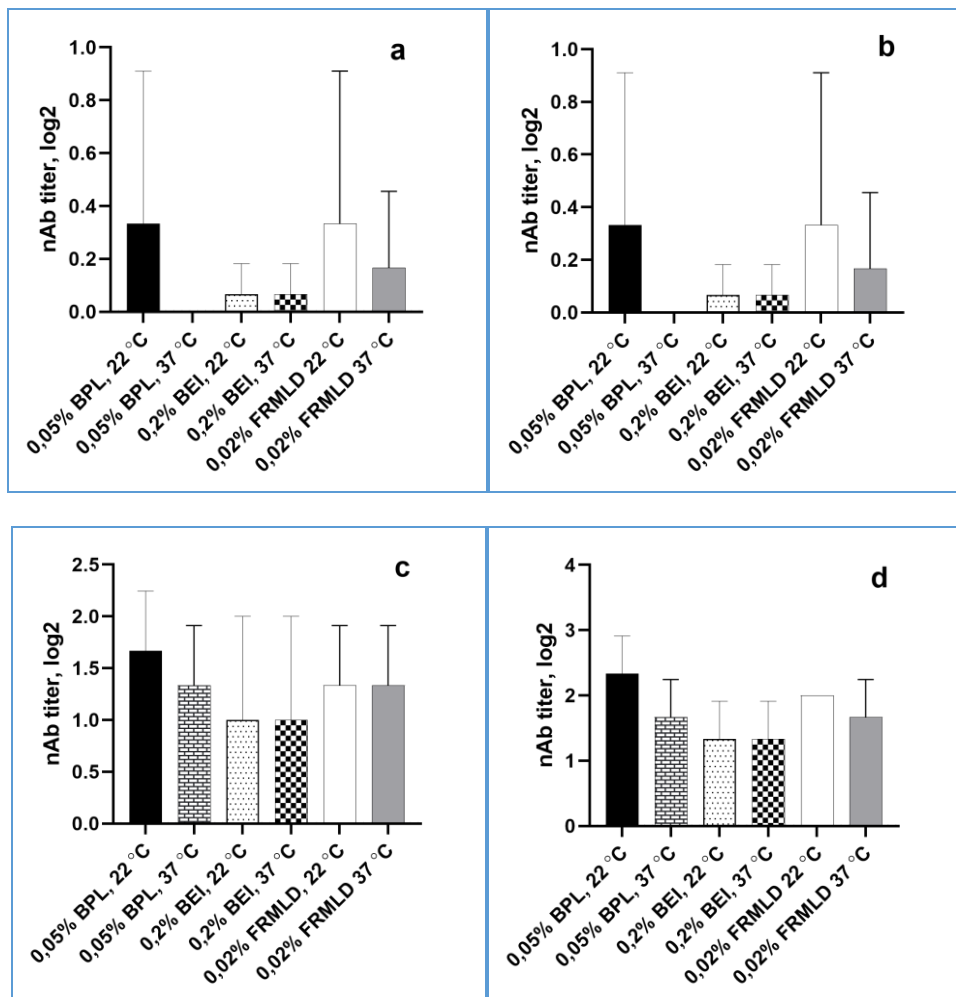 a
nAb titer, log2
1.0
0.8
0.6
0.4
0.2
0.0
0,05% BPL, 22 °C
0,05% BPL, 37 °C
0,2% BEI, 22 °C
0,2% BEI, 37 °C
0,02% FRMLD 22 °C
0,02% FRMLD 37 °C
b
nAb titer, log2
1.0
0.8
0.6
0.4
0.2
0.0
0,05% BPL, 22 °C
0,05% BPL, 37 °C
0,2% BEI, 22 °C
0,2% BEI, 37 °C
0,02% FRMLD 22 °C
0,02% FRMLD 37 °C
c
nAb titer, log2
2.5
2.0
1.5
1.0
0.5
0.0
0,05% BPL, 22 °C
0,05% BPL, 37 °C
0,2% BEI, 22 °C
0,2% BEI, 37 °C
0,02% FRMLD, 22 °C
0,02% FRMLD 37 °C
d
nAb titer, log2
4
3
2
1
0
0,05% BPL, 22 °C
0,05% BPL, 37 °C
0,2% BEI, 22 °C
0,2% BEI, 37 °C
0,02% FRMLD 22 °C
0,02% FRMLD 37 °C